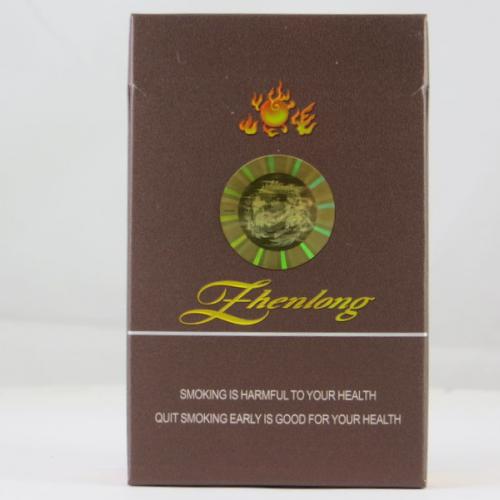 Zhenlong
SMOKING IS HARMFUL TO YOUR HEALTH
QUIT SMOKING EARLY IS GOOD FOR YOUR HEALTH